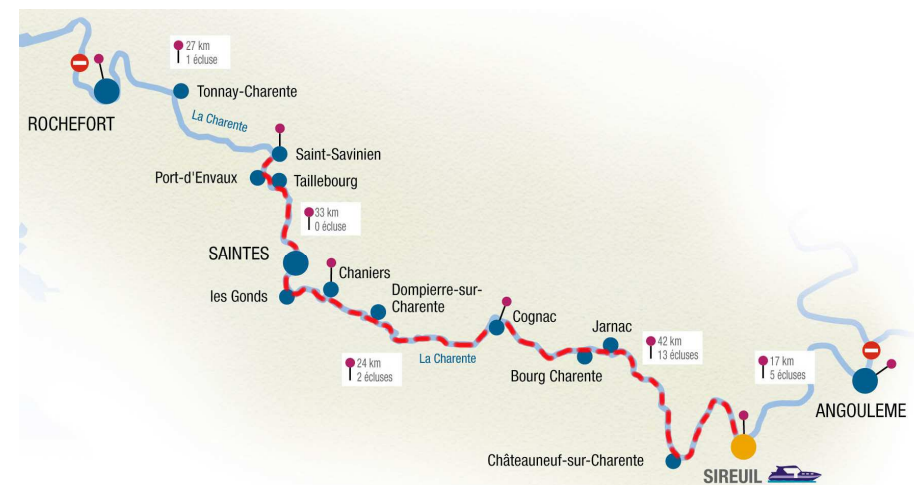 27 km
1 écluse
Tonnay-Charente
ROCHEFORT
La Charente
Saint-Savinien
Port-d'Envaux
Taillebourg
33 km
0 écluse
SAINTES
Chaniers
les Gonds
Dompierre-sur-
Charente
Cognac
Jarnac
42 km
13 écluses
La Charente
24 km
2 écluses
Bourg Charente
17 km
5 écluses
ANGOULEME
Châteauneuf-sur-Charente
SIREUIL